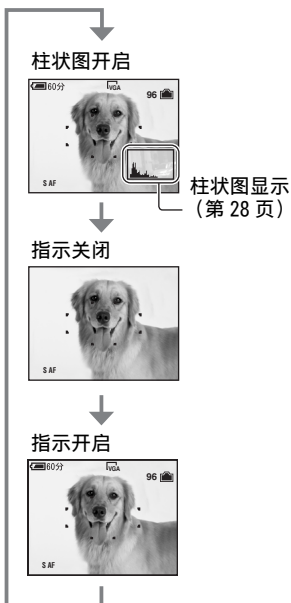 柱状图开启
60分 VGA 96
S AF
柱状图显示
（第 28 页）
指示关闭
S AF
指示开启
60分 VGA 96
S AF